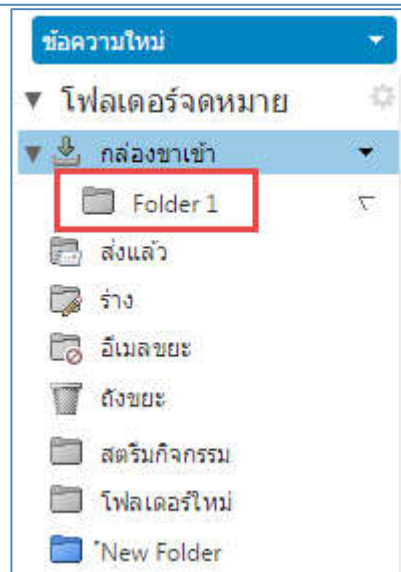 ข้อความใหม่
โฟลเดอร์จดหมาย
กล่องขาเข้า
Folder 1
ส่งแล้ว
ร่าง
อีเมลขยะ
ถังขยะ
สตรีมกิจกรรม
โฟลเดอร์ใหม่
"New Folder